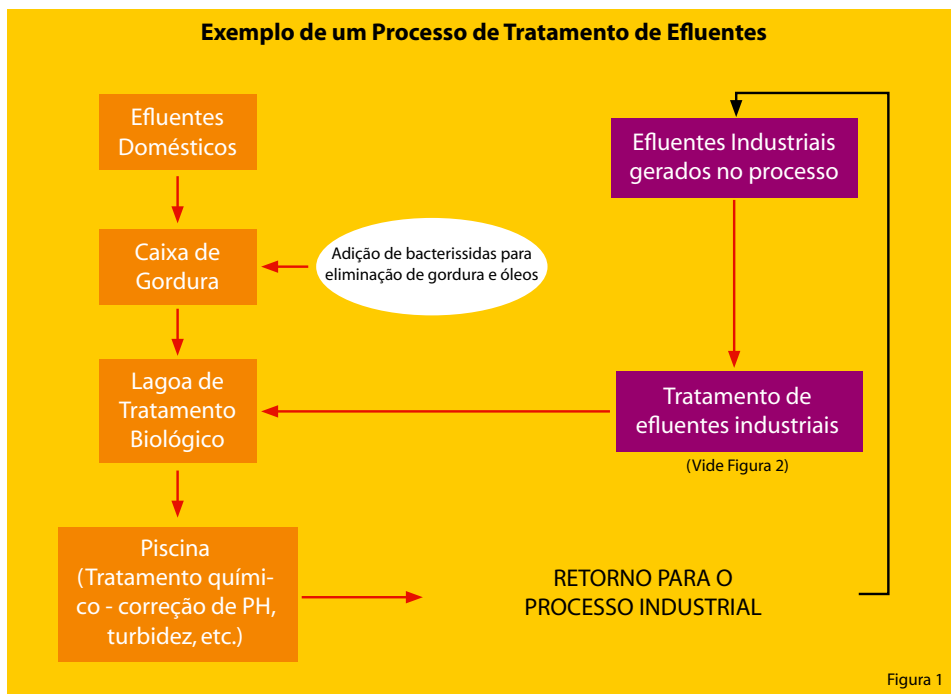 Exemplo de um Processo de Tratamento de Efluentes
Efluentes
Domésticos
Caixa de
Gordura
Adição de bacterissidas para
eliminação de gordura e óleos
Lagoa de
Tratamento
Biológico
Piscina
(Tratamento quími-
co - correção de PH,
turbidez, etc.)
Efluentes Industriais
gerados no processo
Tratamento de
efluentes industriais
(Vide Figura 2)
RETORNO PARA O
PROCESSO INDUSTRIAL
Figura 1